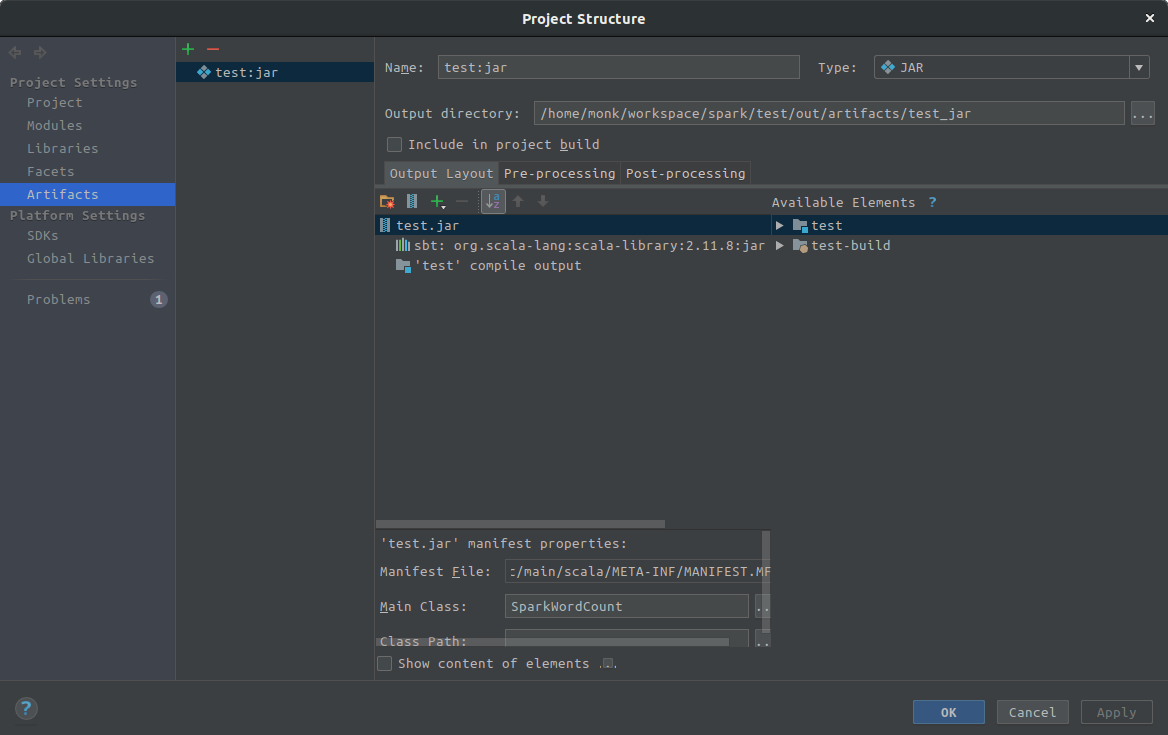 Project Structure
Project Settings
Project
Modules
Libraries
Facets
Artifacts
Platform Settings
SDKs
Global Libraries
Problems 1
test:jar
Name: test:jar Type: JAR
Output directory: /home/monk/workspace/spark/test/out/artifacts/test_jar ...
Include in project build
Output Layout Pre-processing Post-processing
Available Elements ?
test.jar
sbt: org.scala-lang:scala-library:2.11.8:jar
'test' compile output
test
test-build
'test.jar' manifest properties:
Manifest File: :/main/scala/META-INF/MANIFEST.MF
Main Class: SparkWordCount ..
Class Path: ..
Show content of elements ...
? OK Cancel Apply